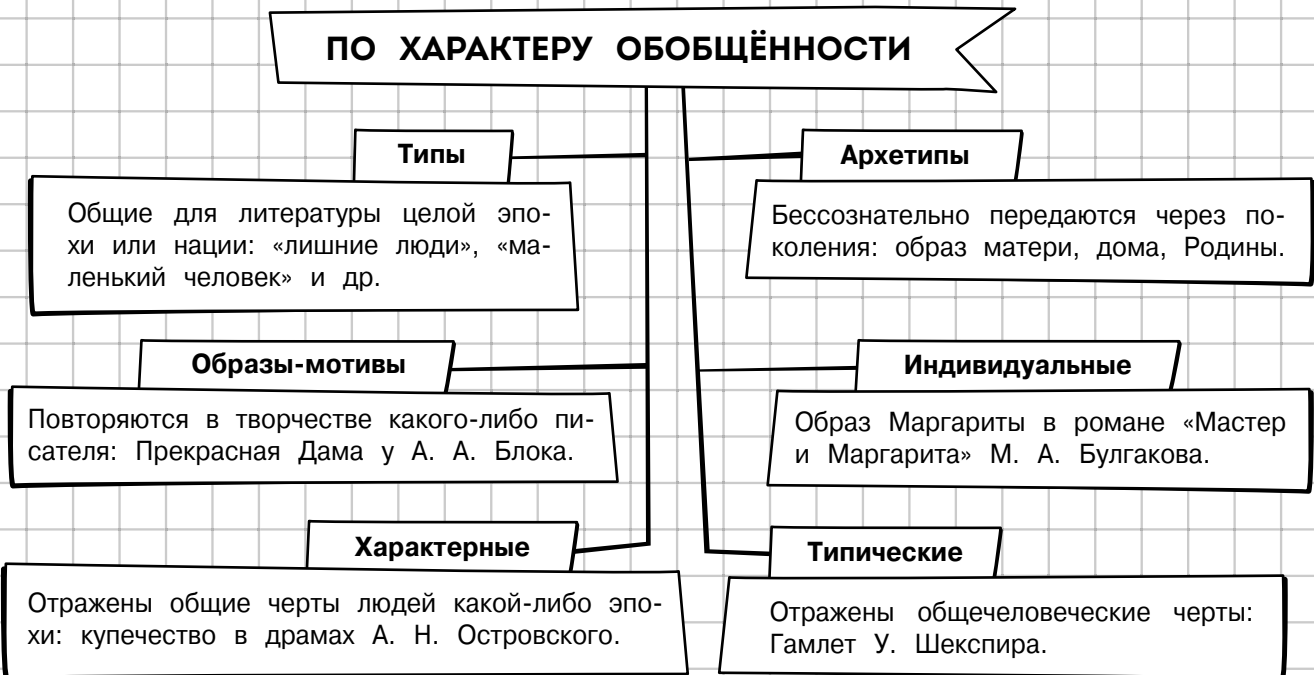 ПО ХАРАКТЕРУ ОБОБЩЁННОСТИ
Типы
Общие для литературы целой эпо-
хи или нации: «лишние люди», «ма-
ленький человек» и др.
Архетипы
Бессознательно передаются через по-
коления: образ матери, дома, Родины.
Образы-мотивы
Повторяются в творчестве какого-либо пи-
сателя: Прекрасная Дама у А. А. Блока.
Индивидуальные
Образ Маргариты в романе «Мастер
и Маргарита» М. А. Булгакова.
Характерные
Отражены общие черты людей какой-либо эпо-
хи: купечество в драмах А. Н. Островского.
Типические
Отражены общечеловеческие черты:
Гамлет У. Шекспира.